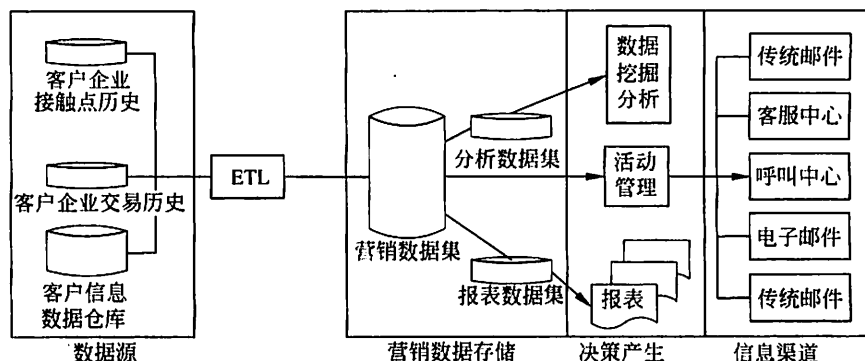 客户企业
接触点历史
客户企业交易历史
客户信息
数据仓库
数据源
ETL
营销数据集
分析数据集
报表数据集
营销数据存储
数据
挖掘
分析
活动
管理
报表
决策产生
传统邮件
客服中心
呼叫中心
电子邮件
传统邮件
信息渠道